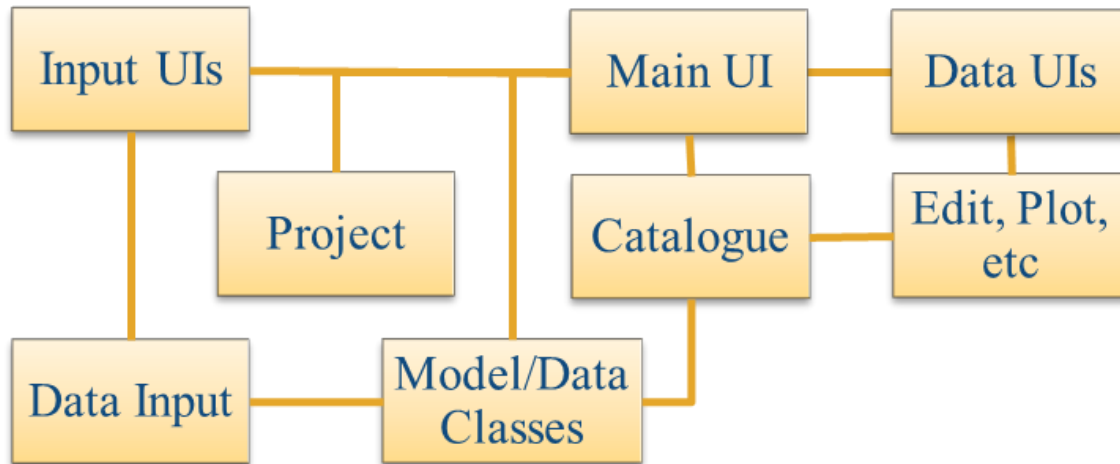 Input UIs
Main UI
Data UIs
Project
Catalogue
Edit, Plot,
etc
Data Input
Model/Data
Classes